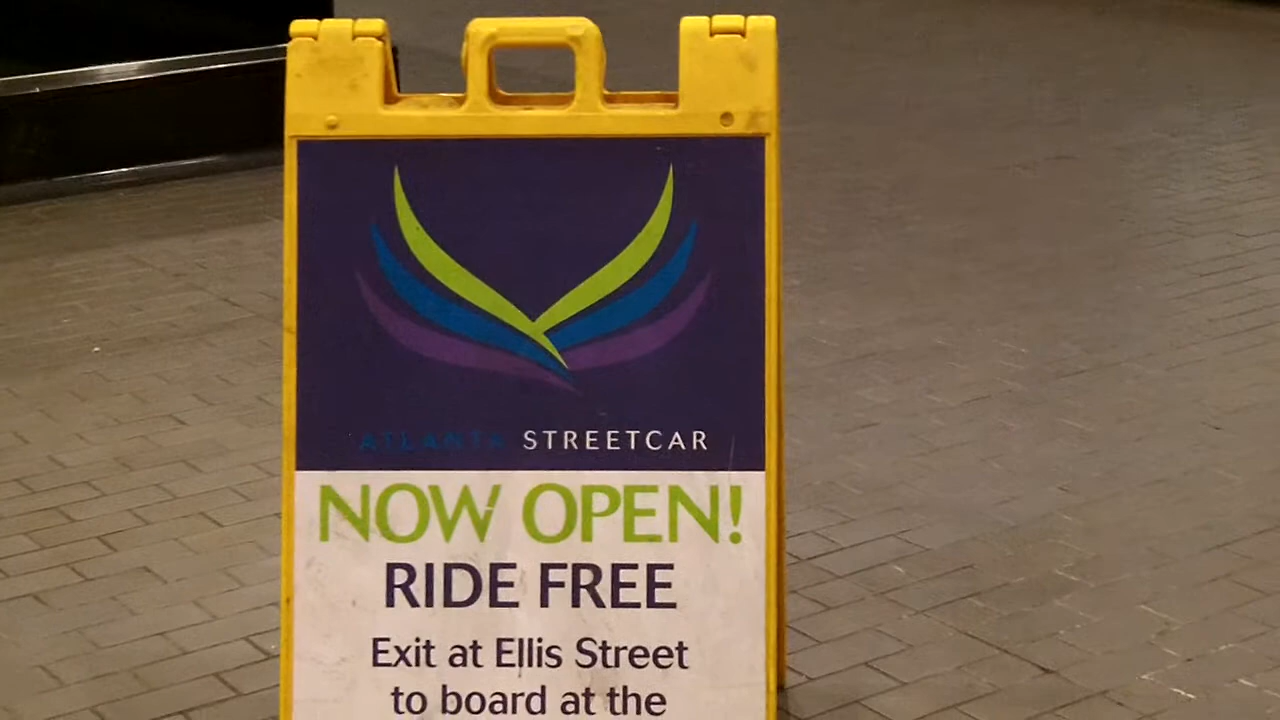 ATLANTA STREETCAR
NOW OPEN!
RIDE FREE
Exit at Ellis Street
to board at the